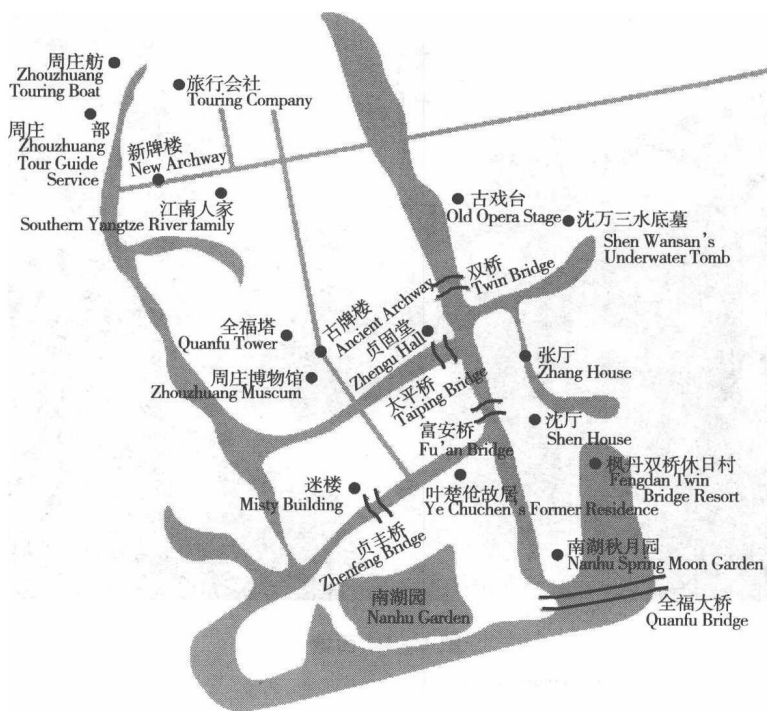 周庄舫
Zhouzhuang
Touring Boat
旅行会社
Touring Company
周庄 部
Zhouzhuang
Tour Guide
Service
新牌楼
New Archway
江南人家
Southern Yangtze River family
古戏台
Old Opera Stage
沈万三水底墓
Shen Wansan's
Underwater Tomb
双桥
Twin Bridge
古牌楼
Ancient Archway
贞固堂
Zhengu Hall
全福塔
Quanfu Tower
周庄博物馆
Zhouzhuang Muscum
太平桥
Taiping Bridge
张厅
Zhang House
富安桥
Fu'an Bridge
沈厅
Shen House
枫丹双桥休日村
Fengdan Twin
Bridge Resort
迷楼
Misty Building
叶楚伧故居
Ye Chuchen's Former Residence
贞丰桥
Zhenfeng Bridge
南湖秋月园
Nanhu Spring Moon Garden
南湖园
Nanhu Garden
全福大桥
Quanfu Bridge